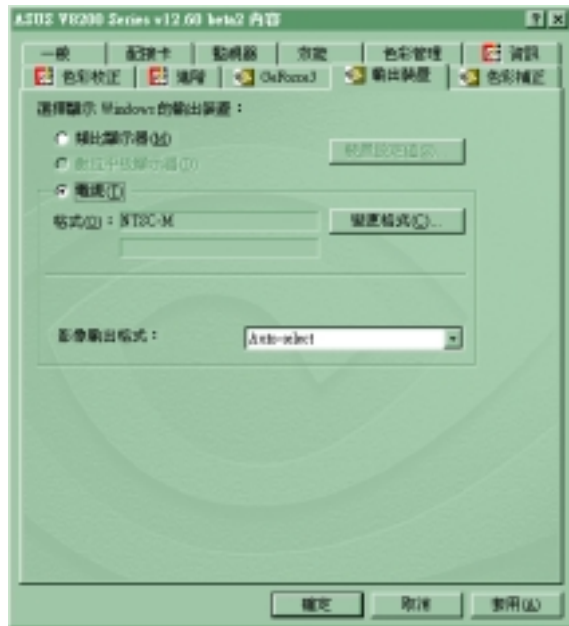 ASUS V8200 Series v12.60 beta2 內容
一般 配接卡 監視器 效能 色彩管理 資訊
色彩校正 進階 GeForce3 輸出裝置 色彩補正
選擇顯示 Windows 的輸出裝置：
類比顯示器(M)
數位平板顯示器(D)
裝置設定值(S)...
電視(T)
格式(O)： NTSC-M 變更格式(C)...
影像輸出格式： Auto-select
確定 取消 套用(A)